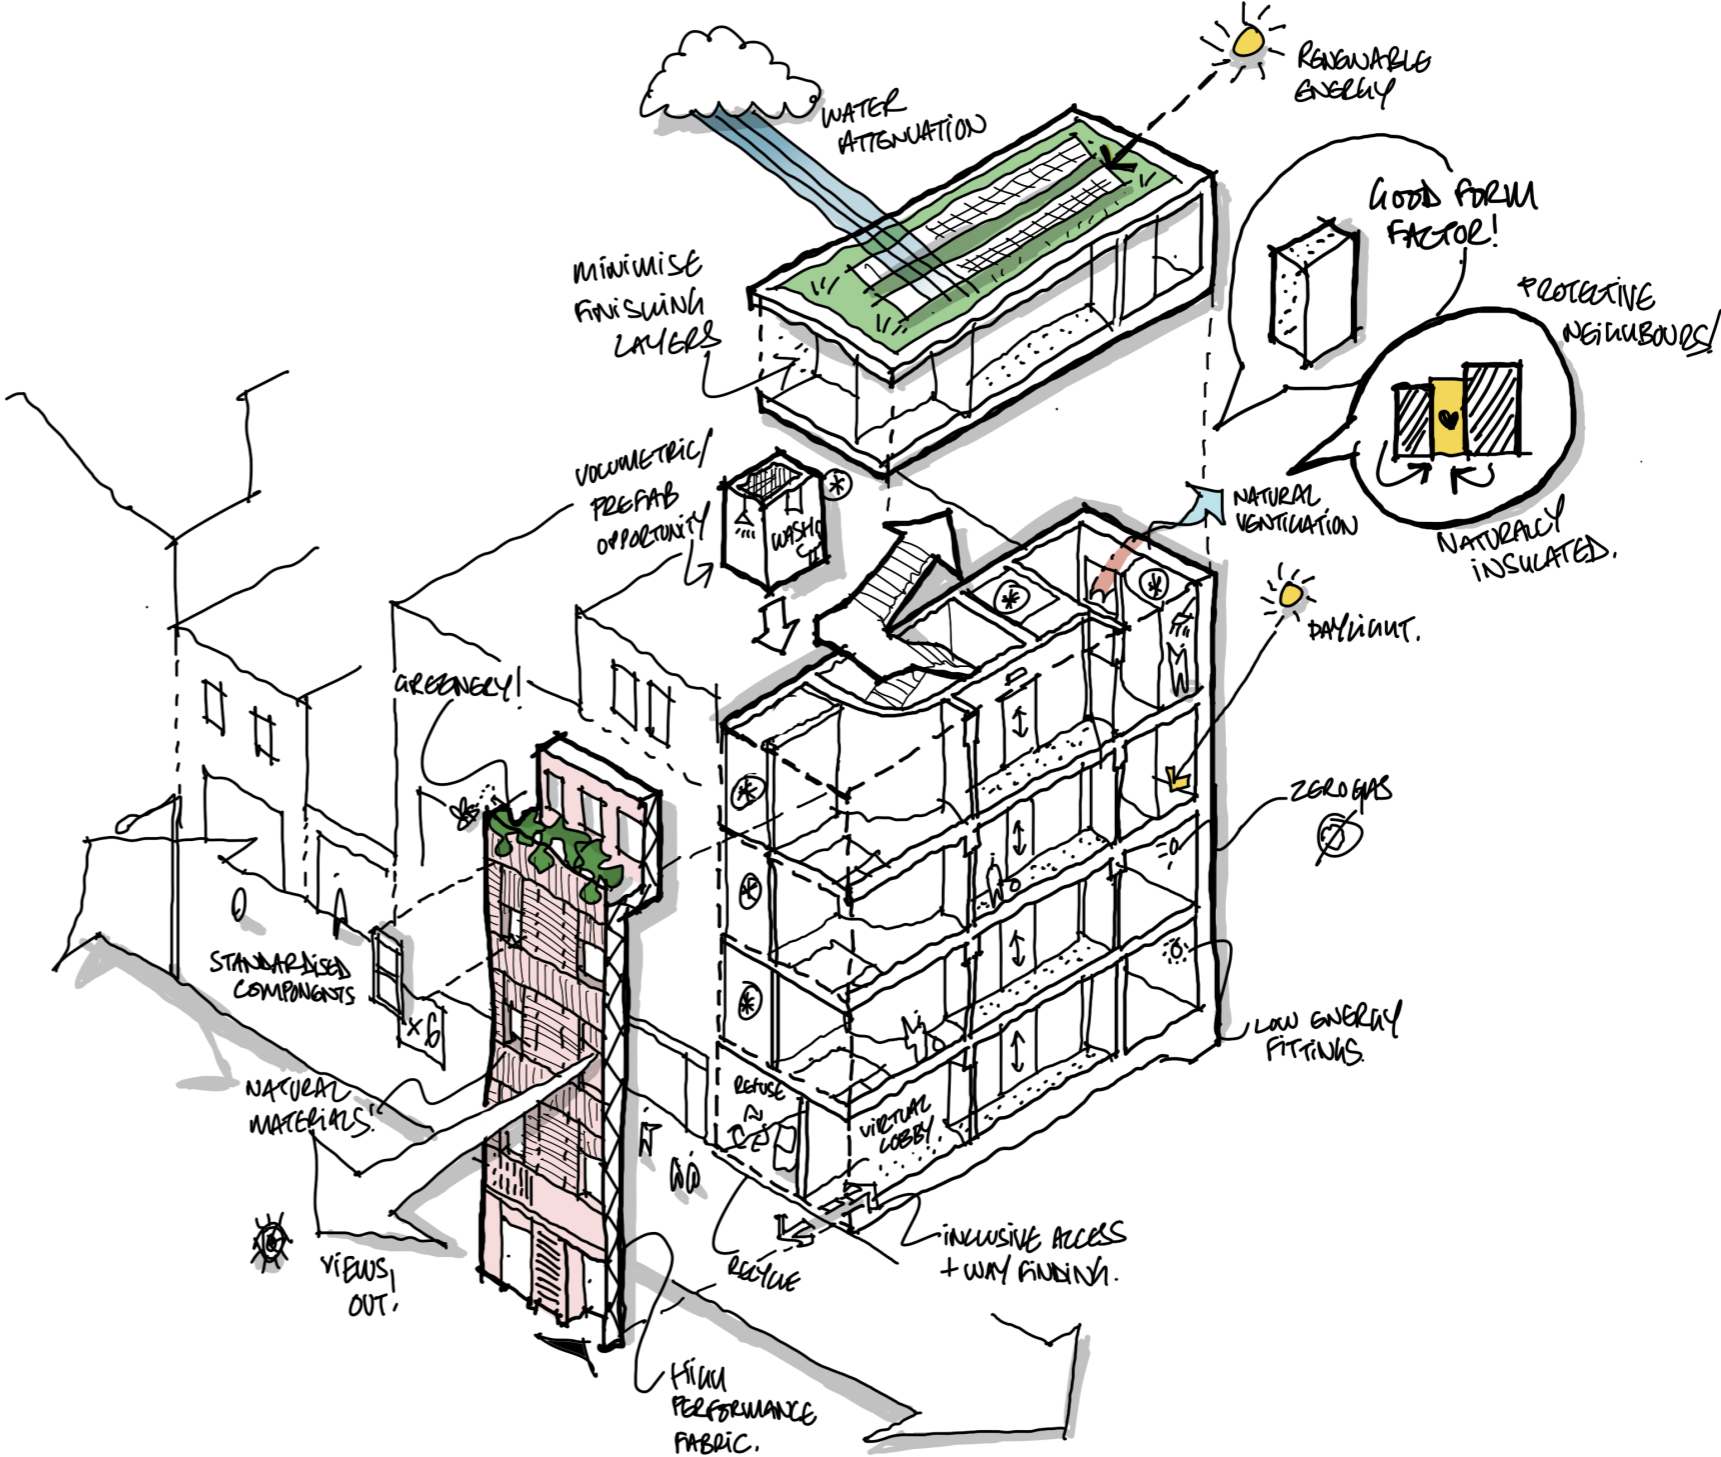 RENEWABLE
ENERGY
WATER
ATTENUATION
GOOD FORM
FACTOR!
MINIMISE
FINISHING
LAYERS
PROTECTIVE
NEIGHBOURS!
VOLUMETRIC/
PREFAB
OPPORTUNITY
NATURAL
VENTILATION
NATURALLY
INSULATED.
DAYLIGHT.
GREENERY!
ZERO GAS
STANDARDISED
COMPONENTS
×6
LOW ENERGY
FITTINGS.
NATURAL
MATERIALS!
REFUSE
VIRTUAL
LOBBY.
INCLUSIVE ACCESS
+ WAY FINDING.
RECYCLE
VIEWS
OUT!
HIGH
PERFORMANCE
FABRIC.